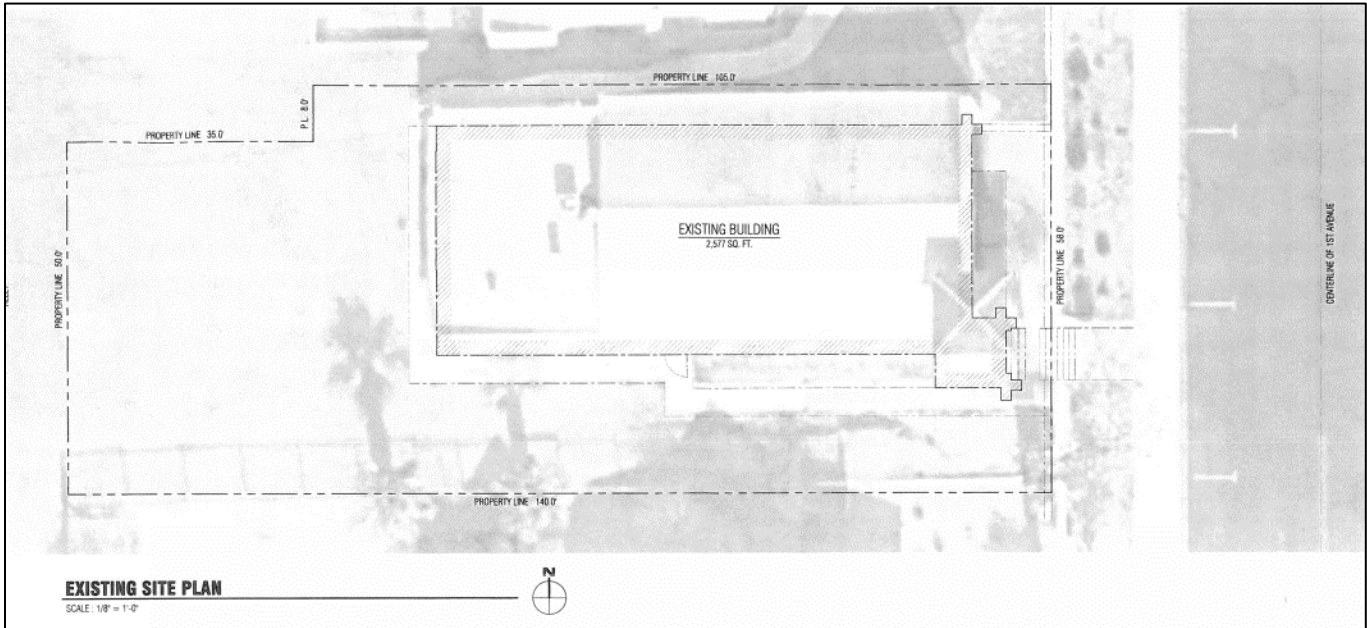 PROPERTY LINE 105.0'
P.L. 8.0'
PROPERTY LINE 35.0'
EXISTING BUILDING
2,577 SQ. FT.
PROPERTY LINE 50.0'
PROPERTY LINE 58.0'
CENTERLINE OF 1ST AVENUE
PROPERTY LINE 140.0'
EXISTING SITE PLAN
SCALE: 1/8" = 1'-0"
N